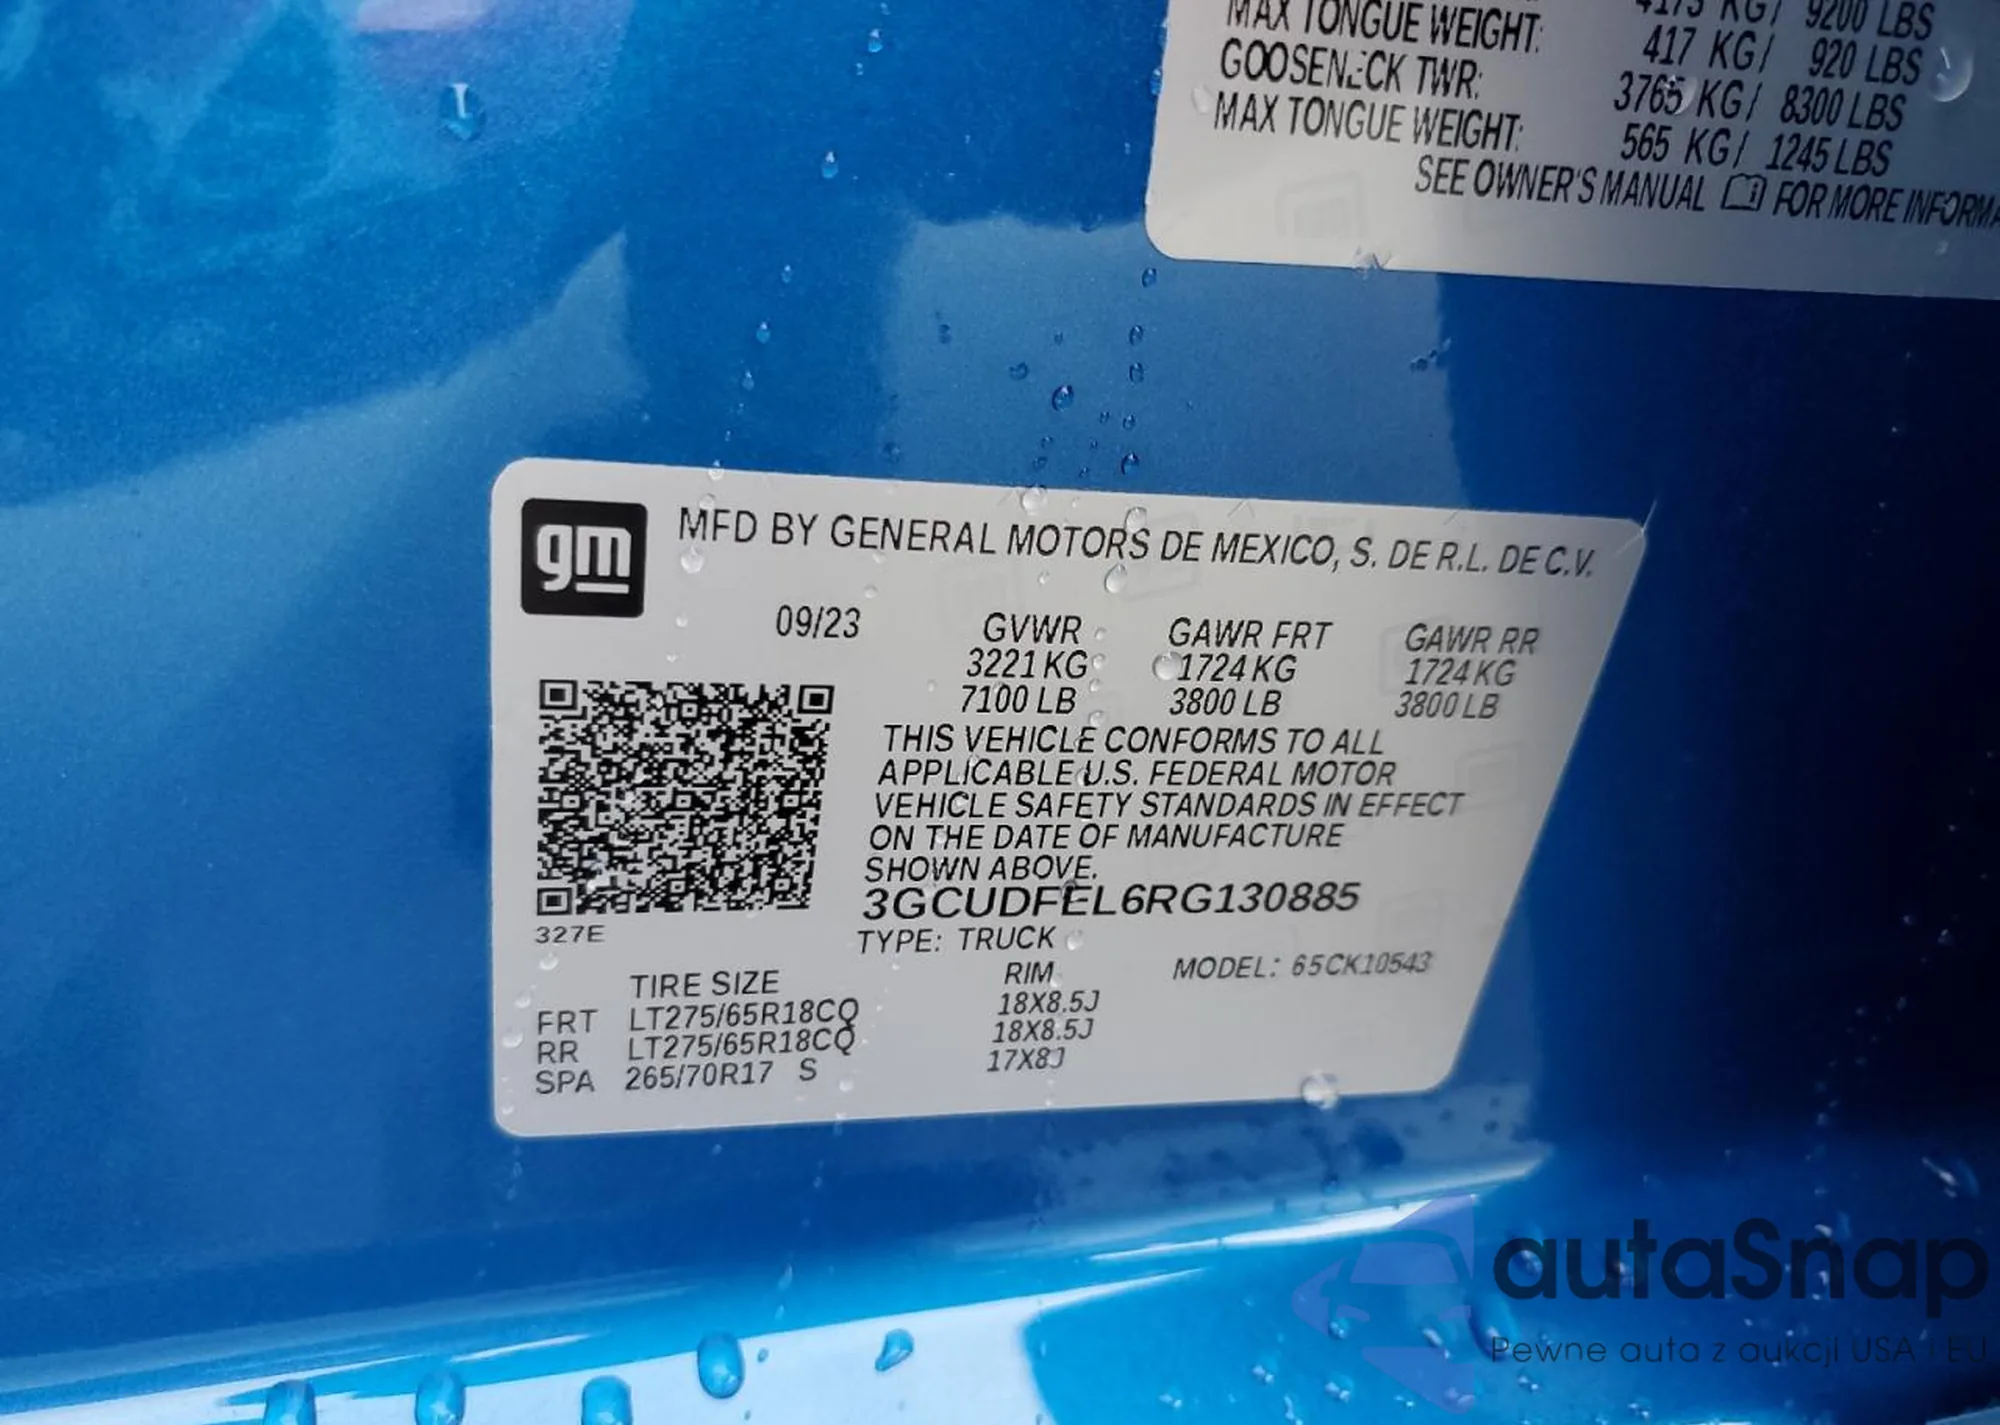 4173 KG/ 9200 LBS
MAX TONGUE WEIGHT: 417 KG/ 920 LBS
GOOSENECK TWR: 3765 KG/ 8300 LBS
MAX TONGUE WEIGHT: 565 KG/ 1245 LBS
SEE OWNER'S MANUAL FOR MORE
gm
MFD BY GENERAL MOTORS DE MEXICO, S. DE R.L. DE C.V.
09/23 GVWR GAWR FRT GAWR RR
3221 KG 1724 KG 1724 KG
7100 LB 3800 LB 3800 LB
THIS VEHICLE CONFORMS TO ALL
APPLICABLE U.S. FEDERAL MOTOR
VEHICLE SAFETY STANDARDS IN EFFECT
ON THE DATE OF MANUFACTURE
SHOWN ABOVE.
3GCUDFEL6RG130885
327E
TYPE: TRUCK MODEL: 65CK10543
TIRE SIZE RIM
FRT LT275/65R18CQ 18X8.5J
RR LT275/65R18CQ 18X8.5J
SPA 265/70R17 S 17X8J
autaSnap
Pewne auta z aukcji USA i EU